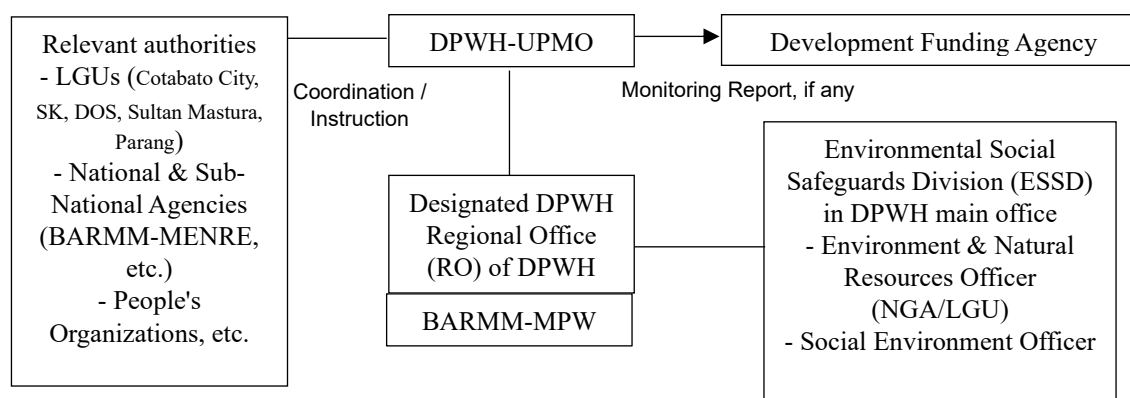 Relevant authorities
- LGUs (Cotabato City,
SK, DOS, Sultan Mastura,
Parang)
- National & Sub-
National Agencies
(BARMM-MENRE,
etc.)
- People's
Organizations, etc.
Coordination /
Instruction
DPWH-UPMO
Development Funding Agency
Monitoring Report, if any
Designated DPWH
Regional Office
(RO) of DPWH
BARMM-MPW
Environmental Social
Safeguards Division (ESSD)
in DPWH main office
- Environment & Natural
Resources Officer
(NGA/LGU)
- Social Environment Officer